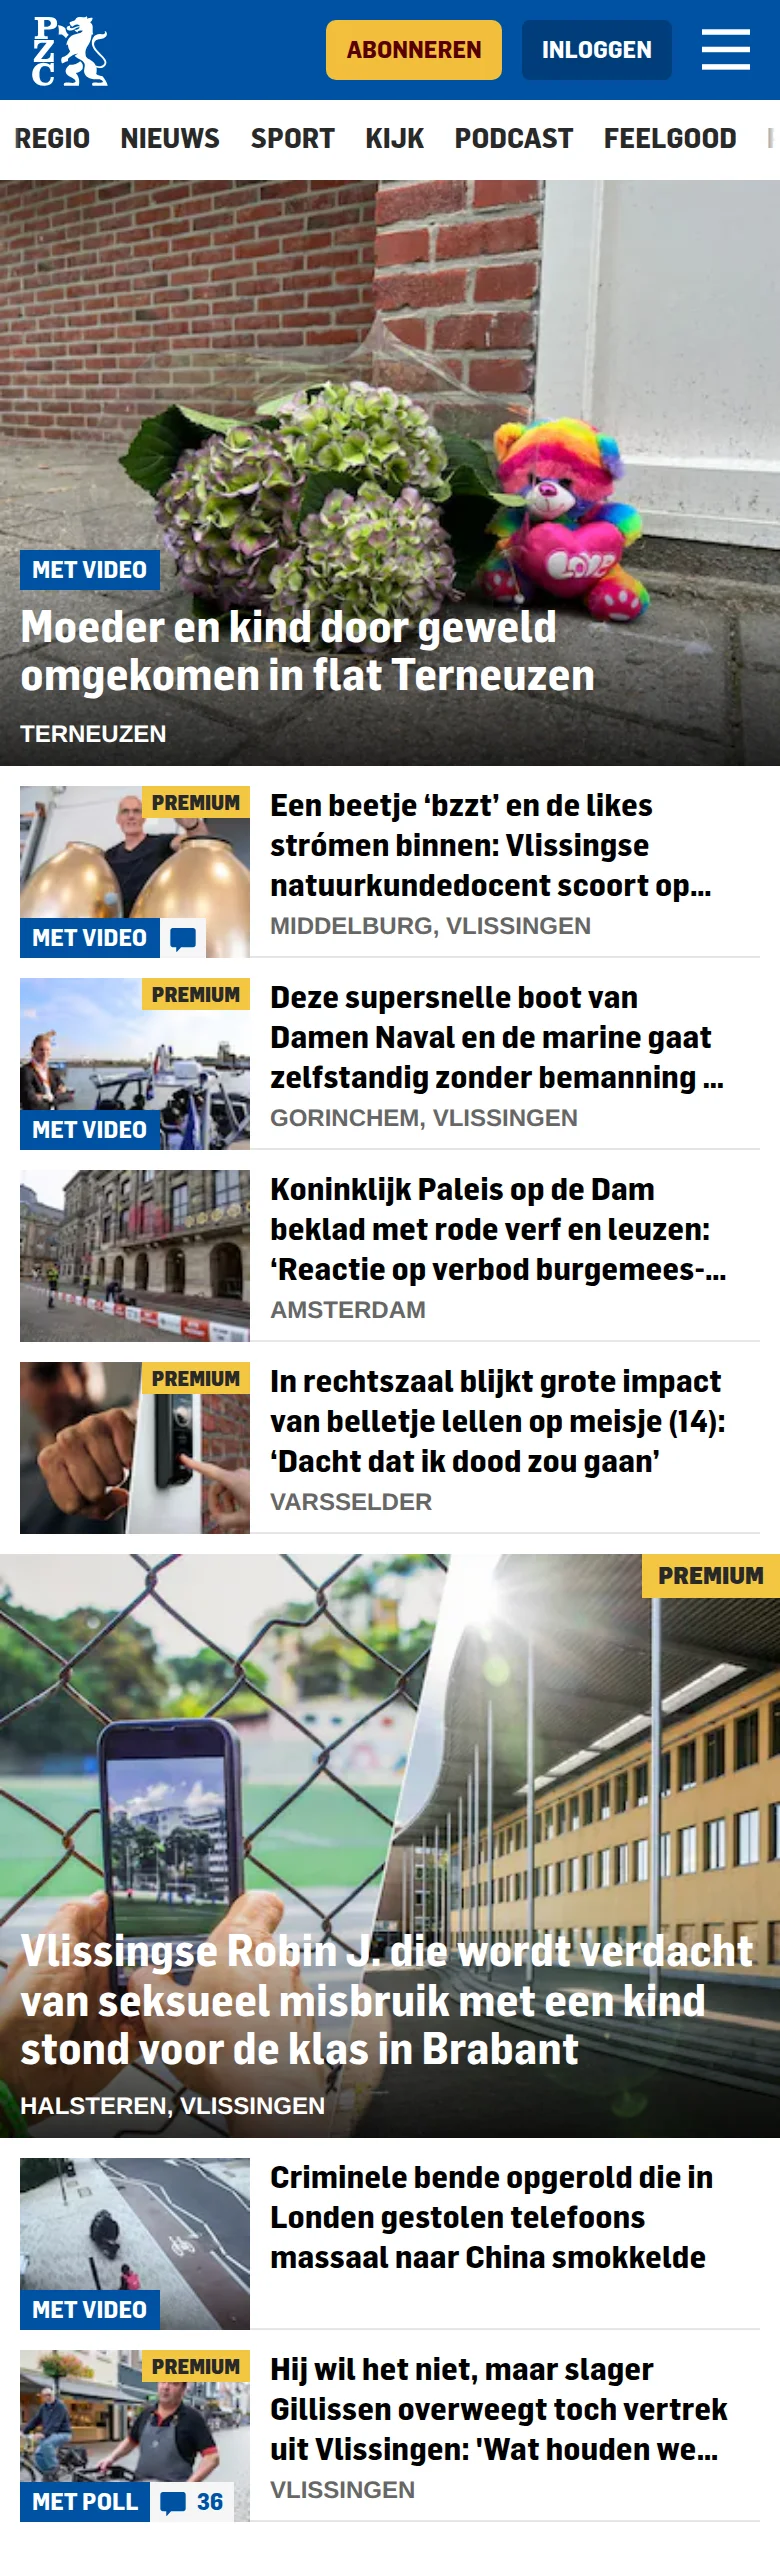 PZC
ABONNEREN
INLOGGEN
REGIO NIEUWS SPORT KIJK PODCAST FEELGOOD
LOVE
MET VIDEO
Moeder en kind door geweld
omgekomen in flat Terneuzen
TERNEUZEN
PREMIUM
MET VIDEO
Een beetje ‘bzzt’ en de likes
strómen binnen: Vlissingse
natuurkundedocent scoort op...
MIDDELBURG, VLISSINGEN
PREMIUM
MET VIDEO
Deze supersnelle boot van
Damen Naval en de marine gaat
zelfstandig zonder bemanning ...
GORINCHEM, VLISSINGEN
Koninklijk Paleis op de Dam
beklad met rode verf en leuzen:
‘Reactie op verbod burgemees-...
AMSTERDAM
PREMIUM
In rechtszaal blijkt grote impact
van belletje lellen op meisje (14):
‘Dacht dat ik dood zou gaan’
VARSSELDER
PREMIUM
Vlissingse Robin J. die wordt verdacht
van seksueel misbruik met een kind
stond voor de klas in Brabant
HALSTEREN, VLISSINGEN
MET VIDEO
Criminele bende opgerold die in
Londen gestolen telefoons
massaal naar China smokkelde
PREMIUM
MET POLL 36
Hij wil het niet, maar slager
Gillissen overweegt toch vertrek
uit Vlissingen: 'Wat houden we...
VLISSINGEN